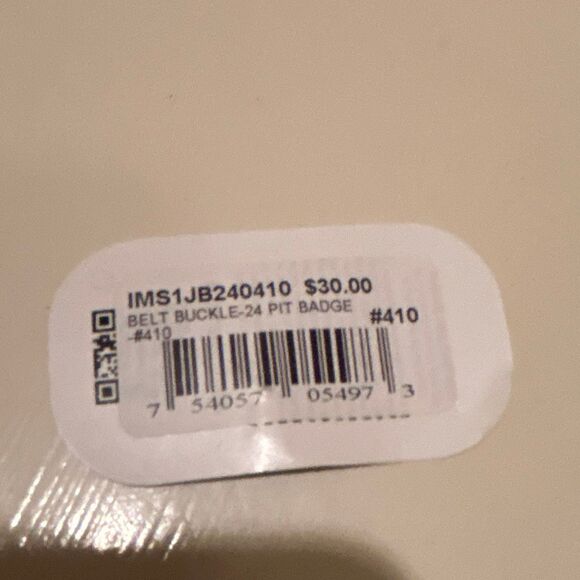 IMS1JB240410 $30.00
BELT BUCKLE-24 PIT BADGE
-#410
#410
7 54057 05497 3